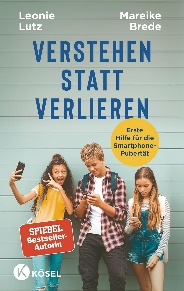 Leonie Lutz
Mareike Brede
VERSTEHEN
STATT
VERLIEREN
Erste
Hilfe für die
Smartphone-
Pubertät
SPIEGEL
Bestseller-
Autorin
K
KÖSEL